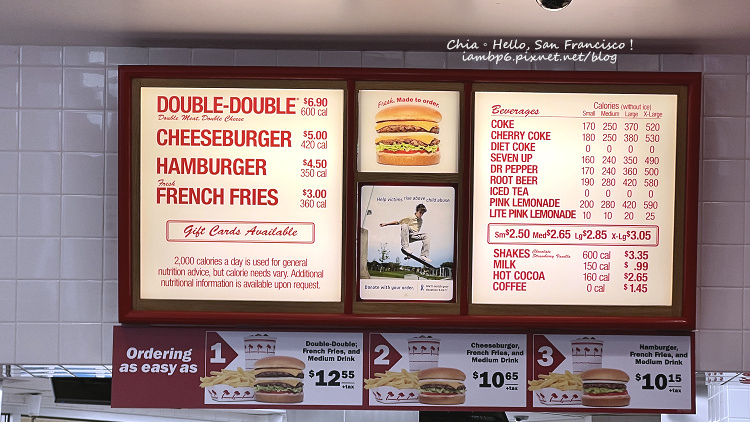 Chia。Hello, San Francisco！
iambp6.pixnet.net/blog
DOUBLE-DOUBLE® $6.90
Double Meat, Double Cheese 600 cal
CHEESEBURGER $5.00
420 cal
HAMBURGER $4.50
350 cal
Fresh
FRENCH FRIES $3.00
360 cal
Gift Cards Available
2,000 calories a day is used for general
nutrition advice, but calorie needs vary. Additional
nutritional information is available upon request.
Fresh. Made to order.
Help victims rise above child abuse
Donate with your order.
Beverages
Calories (without ice)
Small Medium Large X-Large
COKE 170 250 370 520
CHERRY COKE 180 250 380 530
DIET COKE 0 0 0 0
SEVEN UP 160 240 350 490
DR PEPPER 170 240 360 500
ROOT BEER 190 280 420 580
ICED TEA 0 0 0 0
PINK LEMONADE 200 280 420 590
LITE PINK LEMONADE 10 10 20 25
Sm$2.50 Med$2.65 Lg$2.85 X-Lg$3.05
SHAKES Chocolate Strawberry Vanilla 600 cal $3.35
MILK 150 cal $ .99
HOT COCOA 160 cal $2.65
COFFEE 0 cal $1.45
Ordering
as easy as
1
Double-Double,
French Fries, and
Medium Drink
$12.55
+tax
2
Cheeseburger,
French Fries, and
Medium Drink
$10.65
+tax
3
Hamburger,
French Fries, and
Medium Drink
$10.15
+tax